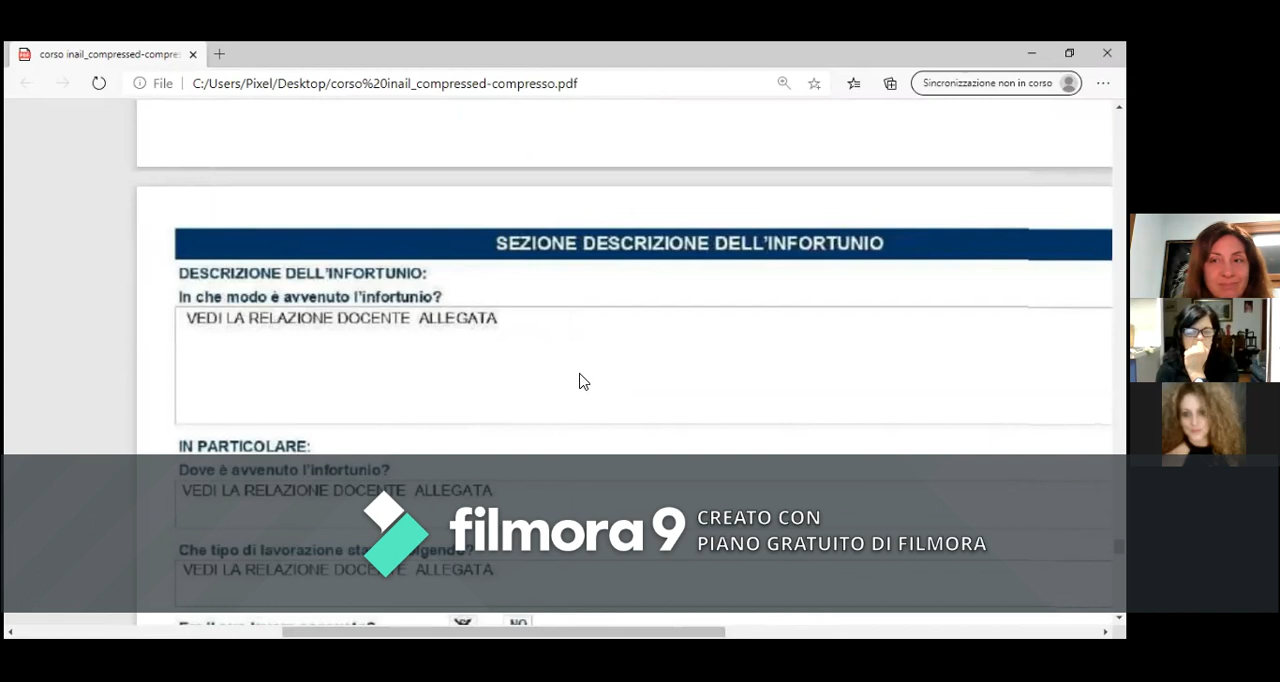 corso inail_compressed-compre
File
C:/Users/Pixel/Desktop/corso%20inail_compressed-compresso.pdf
Sincronizzazione non in corso
SEZIONE DESCRIZIONE DELL'INFORTUNIO
DESCRIZIONE DELL'INFORTUNIO:
In che modo è avvenuto l'infortunio?
VEDI LA RELAZIONE DOCENTE ALLEGATA
IN PARTICOLARE:
Dove è avvenuto l'infortunio?
VEDI LA RELAZIONE DOCENTE ALLEGATA
filmora 9
CREATO CON
PIANO GRATUITO DI FILMORA
Che tipo di lavorazione
VEDI LA RELAZIONE DOCENTE ALLEGATA
NO